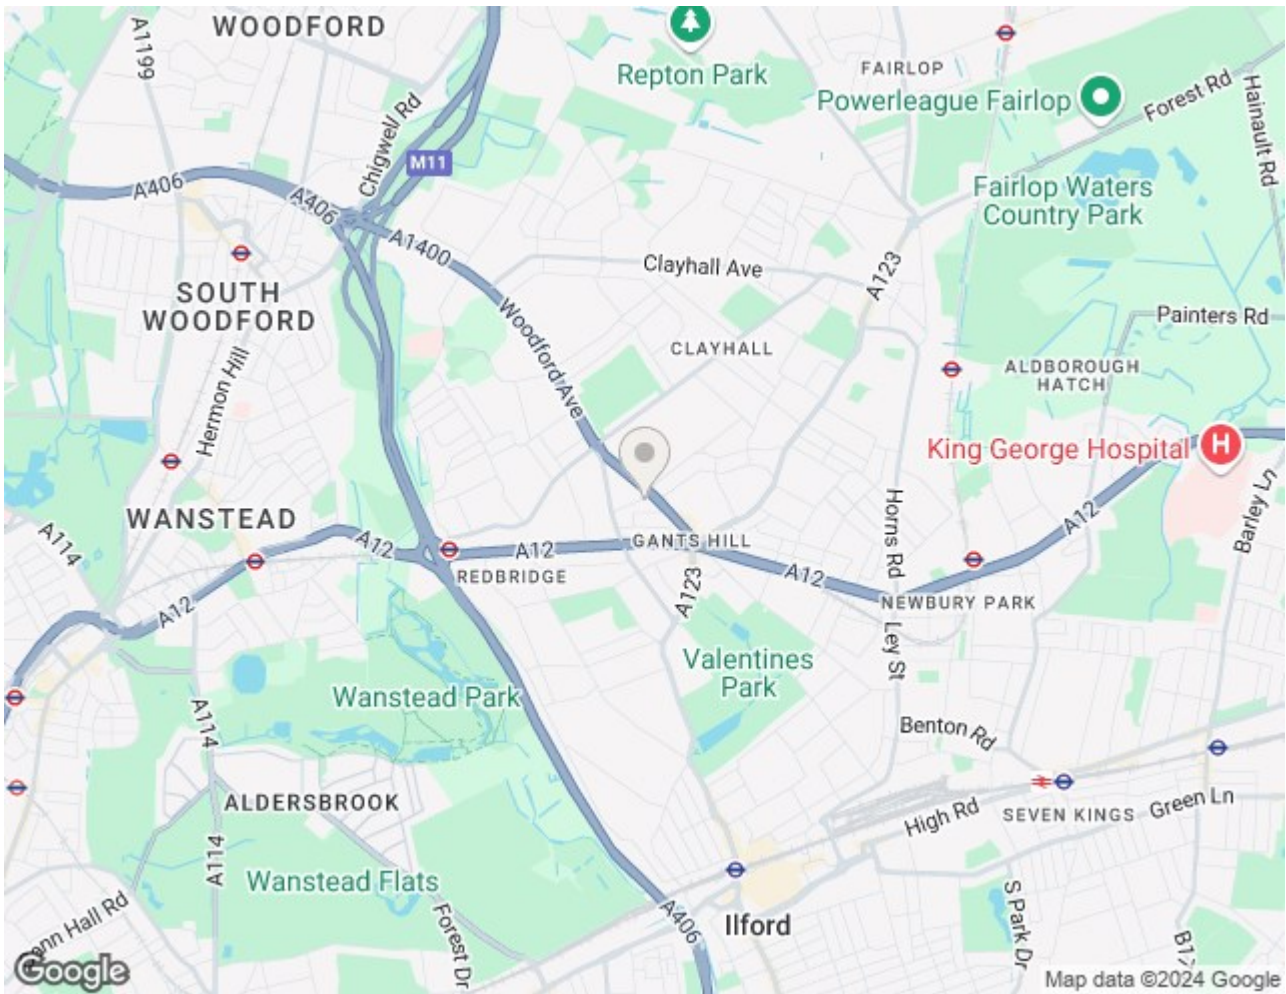 WOODFORD
A1199
Repton Park
FAIRLOP
Powerleague Fairlop
Forest Rd
Hainault Rd
Chigwell Rd
M11
A406
A406
A1400
Fairlop Waters
Country Park
Clayhall Ave
A123
SOUTH
WOODFORD
Painters Rd
Woodford Ave
CLAYHALL
ALDBOROUGH
HATCH
Hermon Hill
King George Hospital
H
Barley Ln
WANSTEAD
A114
A12
A12
GANTS HILL
Horns Rd
A12
REDBRIDGE
A12
A123
NEWBURY PARK
A12
Ley St
Valentines
Park
Wanstead Park
A114
Benton Rd
ALDERSBROOK
High Rd
SEVEN KINGS
Green Ln
A114
Wanstead Flats
Forest Dr
A406
Ilford
S Park Dr
Hall Rd
Google
Map data ©2024 Google